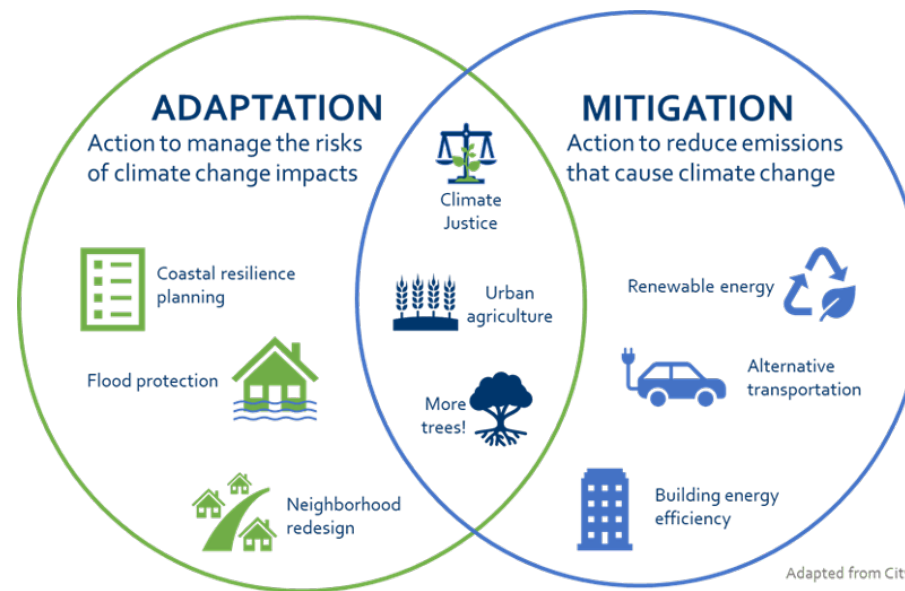 ADAPTATION
Action to manage the risks
of climate change impacts
Coastal resilience
planning
Flood protection
Neighborhood
redesign
Climate
Justice
Urban
agriculture
More
trees!
MITIGATION
Action to reduce emissions
that cause climate change
Renewable energy
Alternative
transportation
Building energy
efficiency
Adapted from City